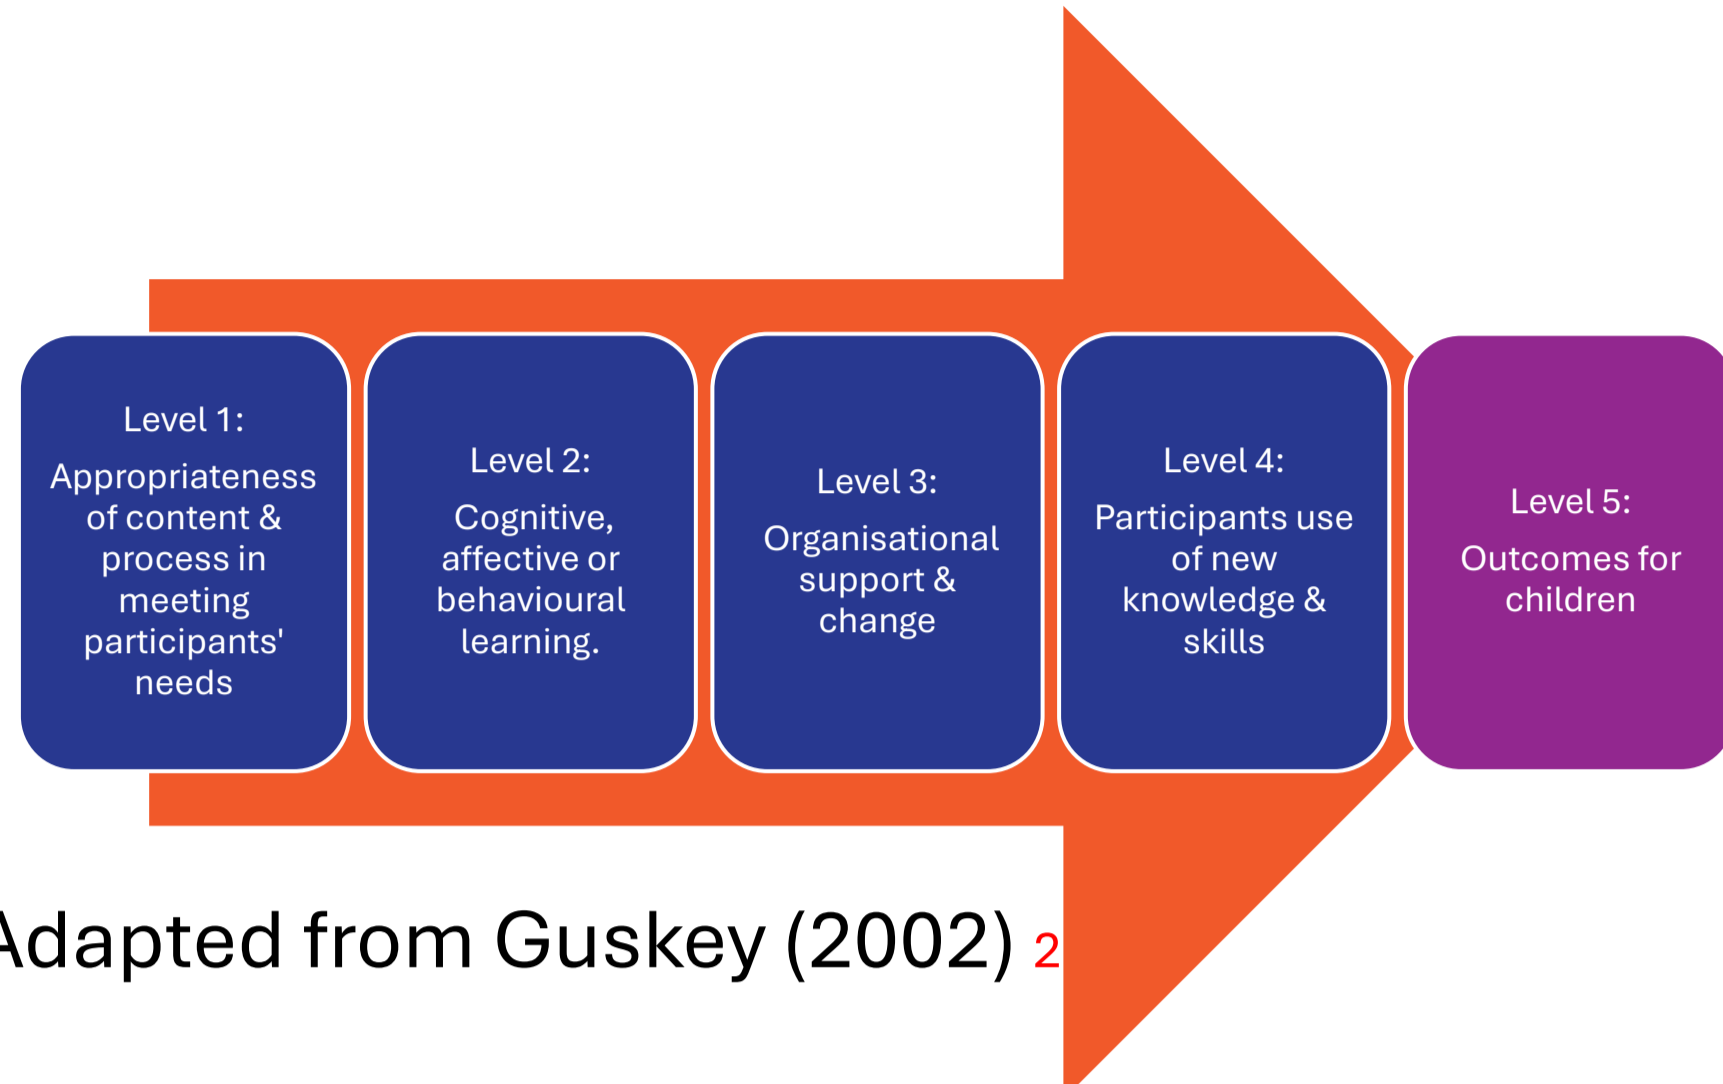 Level 1:
Appropriateness
of content &
process in
meeting
participants'
needs
Level 2:
Cognitive,
affective or
behavioural
learning.
Level 3:
Organisational
support &
change
Level 4:
Participants use
of new
knowledge &
skills
Level 5:
Outcomes for
children
Adapted from Guskey (2002) 2